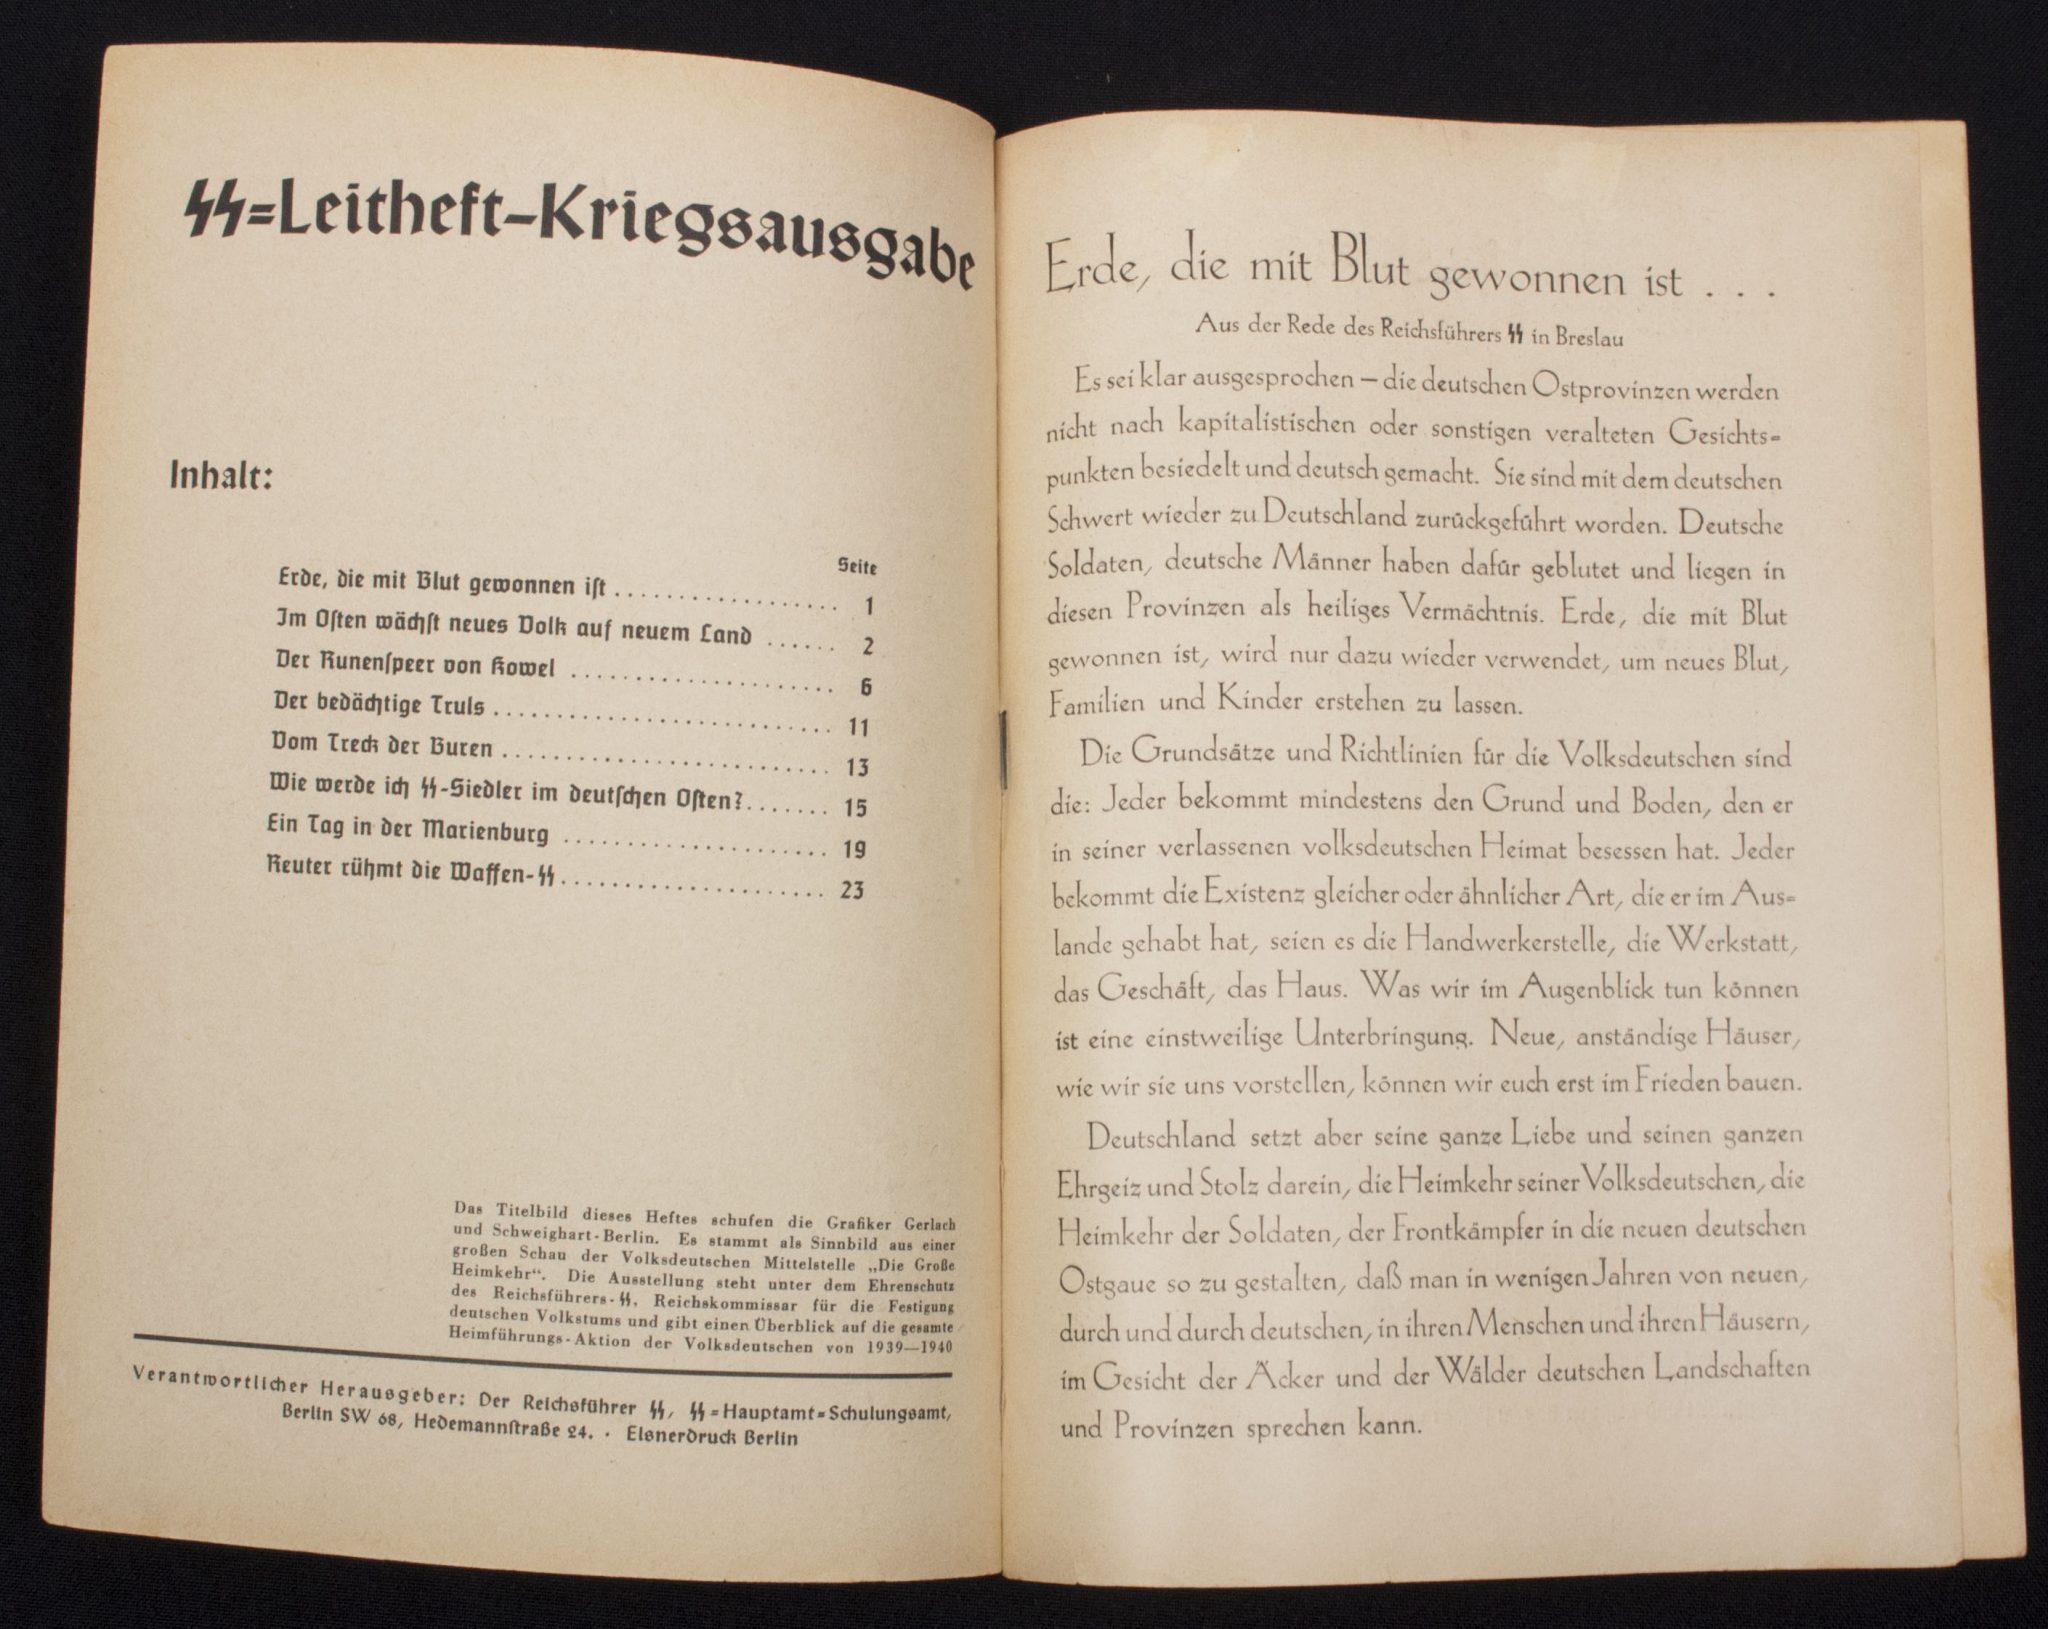 SS=Leitheft-Kriegsausgabe
Inhalt:
Seite
Erde, die mit Blut gewonnen ist . . . . . . . . . . . . . . . . . . 1
Im Osten wächst neues Volk auf neuem Land . . . . . . 2
Der Runenspeer von Kowel . . . . . . . . . . . . . . . . . . . . . 6
Der bedächtige Truls . . . . . . . . . . . . . . . . . . . . . . . . . . . 11
Vom Treck der Buren . . . . . . . . . . . . . . . . . . . . . . . . . . 13
Wie werde ich SS-Siedler im deutschen Osten? . . . . . . . 15
Ein Tag in der Marienburg . . . . . . . . . . . . . . . . . . . . . 19
Reuter rühmt die Waffen-SS . . . . . . . . . . . . . . . . . . . . . 23
Das Titelbild dieses Heftes schufen die Grafiker Gerlach
und Schweighart-Berlin. Es stammt als Sinnbild aus einer
großen Schau der Volksdeutschen Mittelstelle „Die Große
Heimkehr“. Die Ausstellung steht unter dem Ehrenschutz
des Reichsführers-SS, Reichskommissar für die Festigung
deutschen Volkstums und gibt einen Überblick auf die gesamte
Heimführungs-Aktion der Volksdeutschen von 1939—1940
Verantwortlicher Herausgeber: Der Reichsführer SS, SS=Hauptamt=Schulungsamt,
Berlin SW 68, Hedemannstraße 24. · Elsnerdruck Berlin
Erde, die mit Blut gewonnen ist . . .
Aus der Rede des Reichsführers SS in Breslau
Es sei klar ausgesprochen – die deutschen Ostprovinzen werden
nicht nach kapitalistischen oder sonstigen veralteten Gesichts=
punkten besiedelt und deutsch gemacht. Sie sind mit dem deutschen
Schwert wieder zu Deutschland zurückgeführt worden. Deutsche
Soldaten, deutsche Männer haben dafür geblutet und liegen in
diesen Provinzen als heiliges Vermächtnis. Erde, die mit Blut
gewonnen ist, wird nur dazu wieder verwendet, um neues Blut,
Familien und Kinder erstehen zu lassen.
Die Grundsätze und Richtlinien für die Volksdeutschen sind
die: Jeder bekommt mindestens den Grund und Boden, den er
in seiner verlassenen volksdeutschen Heimat besessen hat. Jeder
bekommt die Existenz gleicher oder ähnlicher Art, die er im Aus=
lande gehabt hat, seien es die Handwerkerstelle, die Werkstatt,
das Geschäft, das Haus. Was wir im Augenblick tun können
ist eine einstweilige Unterbringung. Neue, anständige Häuser,
wie wir sie uns vorstellen, können wir euch erst im Frieden bauen.
Deutschland setzt aber seine ganze Liebe und seinen ganzen
Ehrgeiz und Stolz darein, die Heimkehr seiner Volksdeutschen, die
Heimkehr der Soldaten, der Frontkämpfer in die neuen deutschen
Ostgaue so zu gestalten, daß man in wenigen Jahren von neuen,
durch und durch deutschen, in ihren Menschen und ihren Häusern,
im Gesicht der Äcker und der Wälder deutschen Landschaften
und Provinzen sprechen kann.